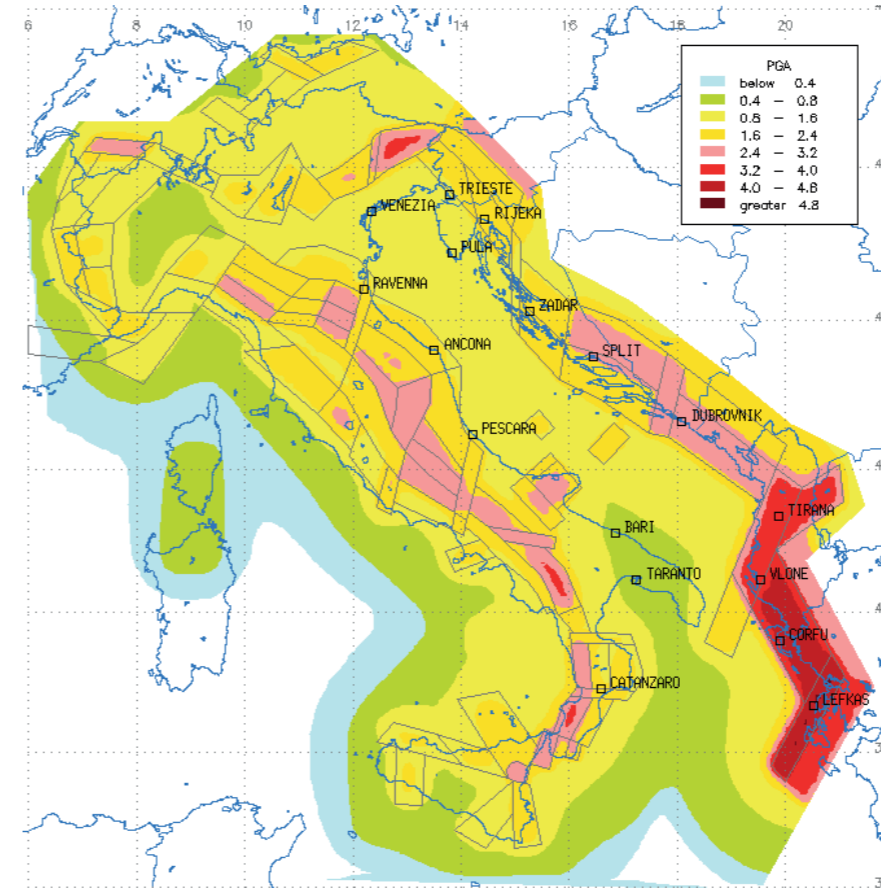 6 8 10 12 14 16 18 20
PGA
below 0.4
0.4 – 0.8
0.8 – 1.6
1.6 – 2.4
2.4 – 3.2
3.2 – 4.0
4.0 – 4.8
greater 4.8
TRIESTE
VENEZIA
RIJEKA
PULA
RAVENNA
ZADAR
ANCONA
SPLIT
DUBROVNIK
PESCARA
TIRANA
BARI
TARANTO
VLONE
CORFU
CATANZARO
LEFKAS